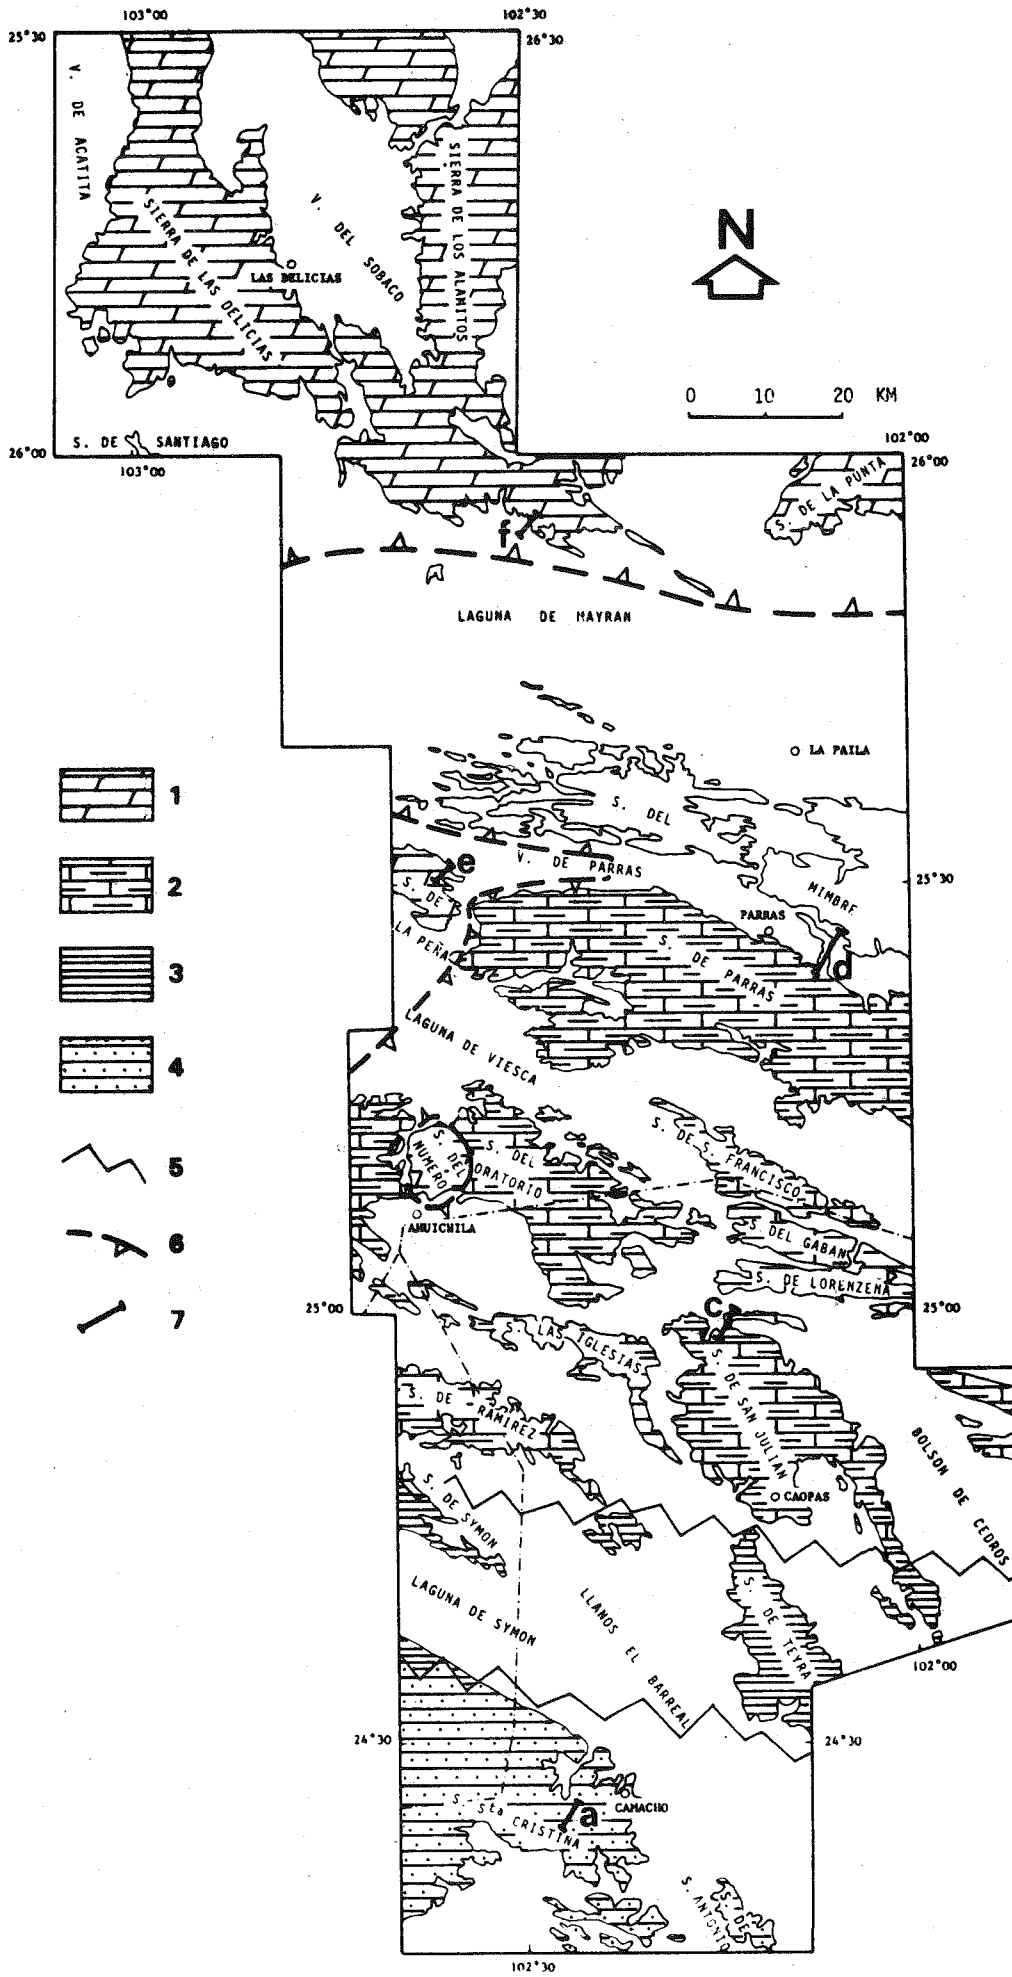 103°00
102°30
25°30
26°30
V. DE ACATITA
SIERRA DE LOS ALAMITOS
N
V. DEL SOBACO
SIERRA DE LAS DELICIAS
LAS DELICIAS
0 10 20 KM
S. DE SANTIAGO
26°00
103°00
102°00
26°00
S. DE LA PUNTA
f
LAGUNA DE MAYRAN
LA PAILA
1
S. DEL MIMBRE
V. DE PARRAS
e
25°30
2
S. DE LA PEÑA
PARRAS
S. DE PARRAS
d
3
LAGUNA DE VIESCA
4
S. DE S. FRANCISCO
S. DEL NUMERO
S. DEL ORATORIO
5
AHUICHILA
S. DEL GABAN
6
S. DE LORENZEÑA
25°00
c
25°00
7
S. LAS IGLESIAS
S. DE SAN JULIAN
S. DE RAMIREZ
BOLSON DE CEDROS
S. DE SYMON
CAOPAS
LAGUNA DE SYMON
LLANOS EL BARREAL
S. DE TEYRA
102°00
24°30
24°30
a
CAMACHO
S. Sta CRISTINA
S. DE S. ANTONIO
102°30